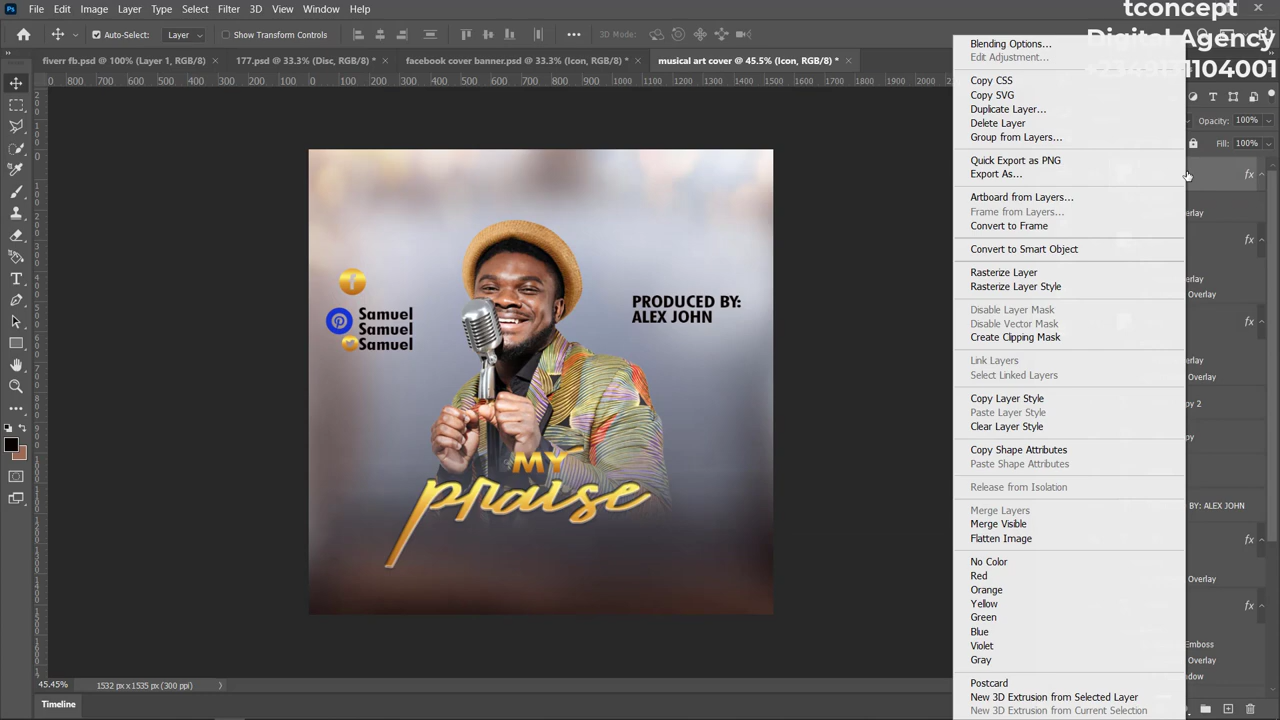 File Edit Image Layer Type Select Filter 3D View Window Help
tconcept
Digital Agency
+2349131104001
Auto-Select: Layer Show Transform Controls 3D Mode:
fiverr fb.psd @ 100% (Layer 1, RGB/8) × 177.psd @ 33.3% (Disc, RGB/8) * × facebook cover banner.psd @ 33.3% (Icon, RGB/8) * × musical art cover @ 45.5% (Icon, RGB/8) * ×
Opacity: 100%
Fill: 100%
PRODUCED BY:
ALEX JOHN
Samuel
Samuel
Samuel
MY
praise
Blending Options...
Edit Adjustment...
Copy CSS
Copy SVG
Duplicate Layer...
Delete Layer
Group from Layers...
Quick Export as PNG
Export As...
Artboard from Layers...
Frame from Layers...
Convert to Frame
Convert to Smart Object
Rasterize Layer
Rasterize Layer Style
Disable Layer Mask
Disable Vector Mask
Create Clipping Mask
Link Layers
Select Linked Layers
Copy Layer Style
Paste Layer Style
Clear Layer Style
Copy Shape Attributes
Paste Shape Attributes
Release from Isolation
Merge Layers
Merge Visible
Flatten Image
No Color
Red
Orange
Yellow
Green
Blue
Violet
Gray
Postcard
New 3D Extrusion from Selected Layer
New 3D Extrusion from Current Selection
fx
erlay
fx
erlay
Overlay
fx
erlay
Overlay
py 2
py
BY: ALEX JOHN
fx
Overlay
fx
Emboss
Overlay
45.45% 1532 px x 1535 px (300 ppi)
Timeline